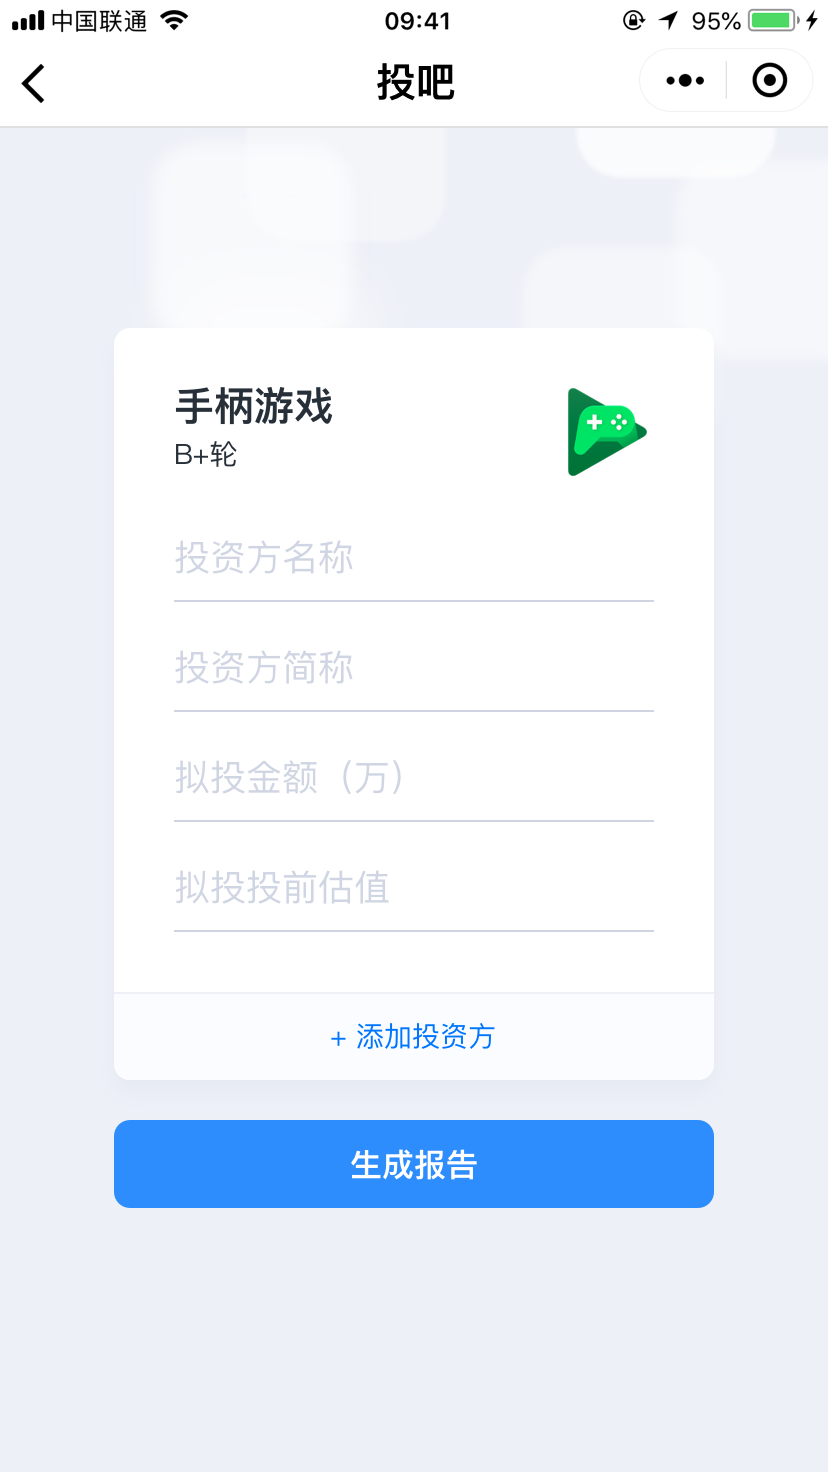 中国联通 09:41 95%
投吧
手柄游戏
B+轮
投资方名称
投资方简称
拟投金额（万）
拟投投前估值
+ 添加投资方
生成报告